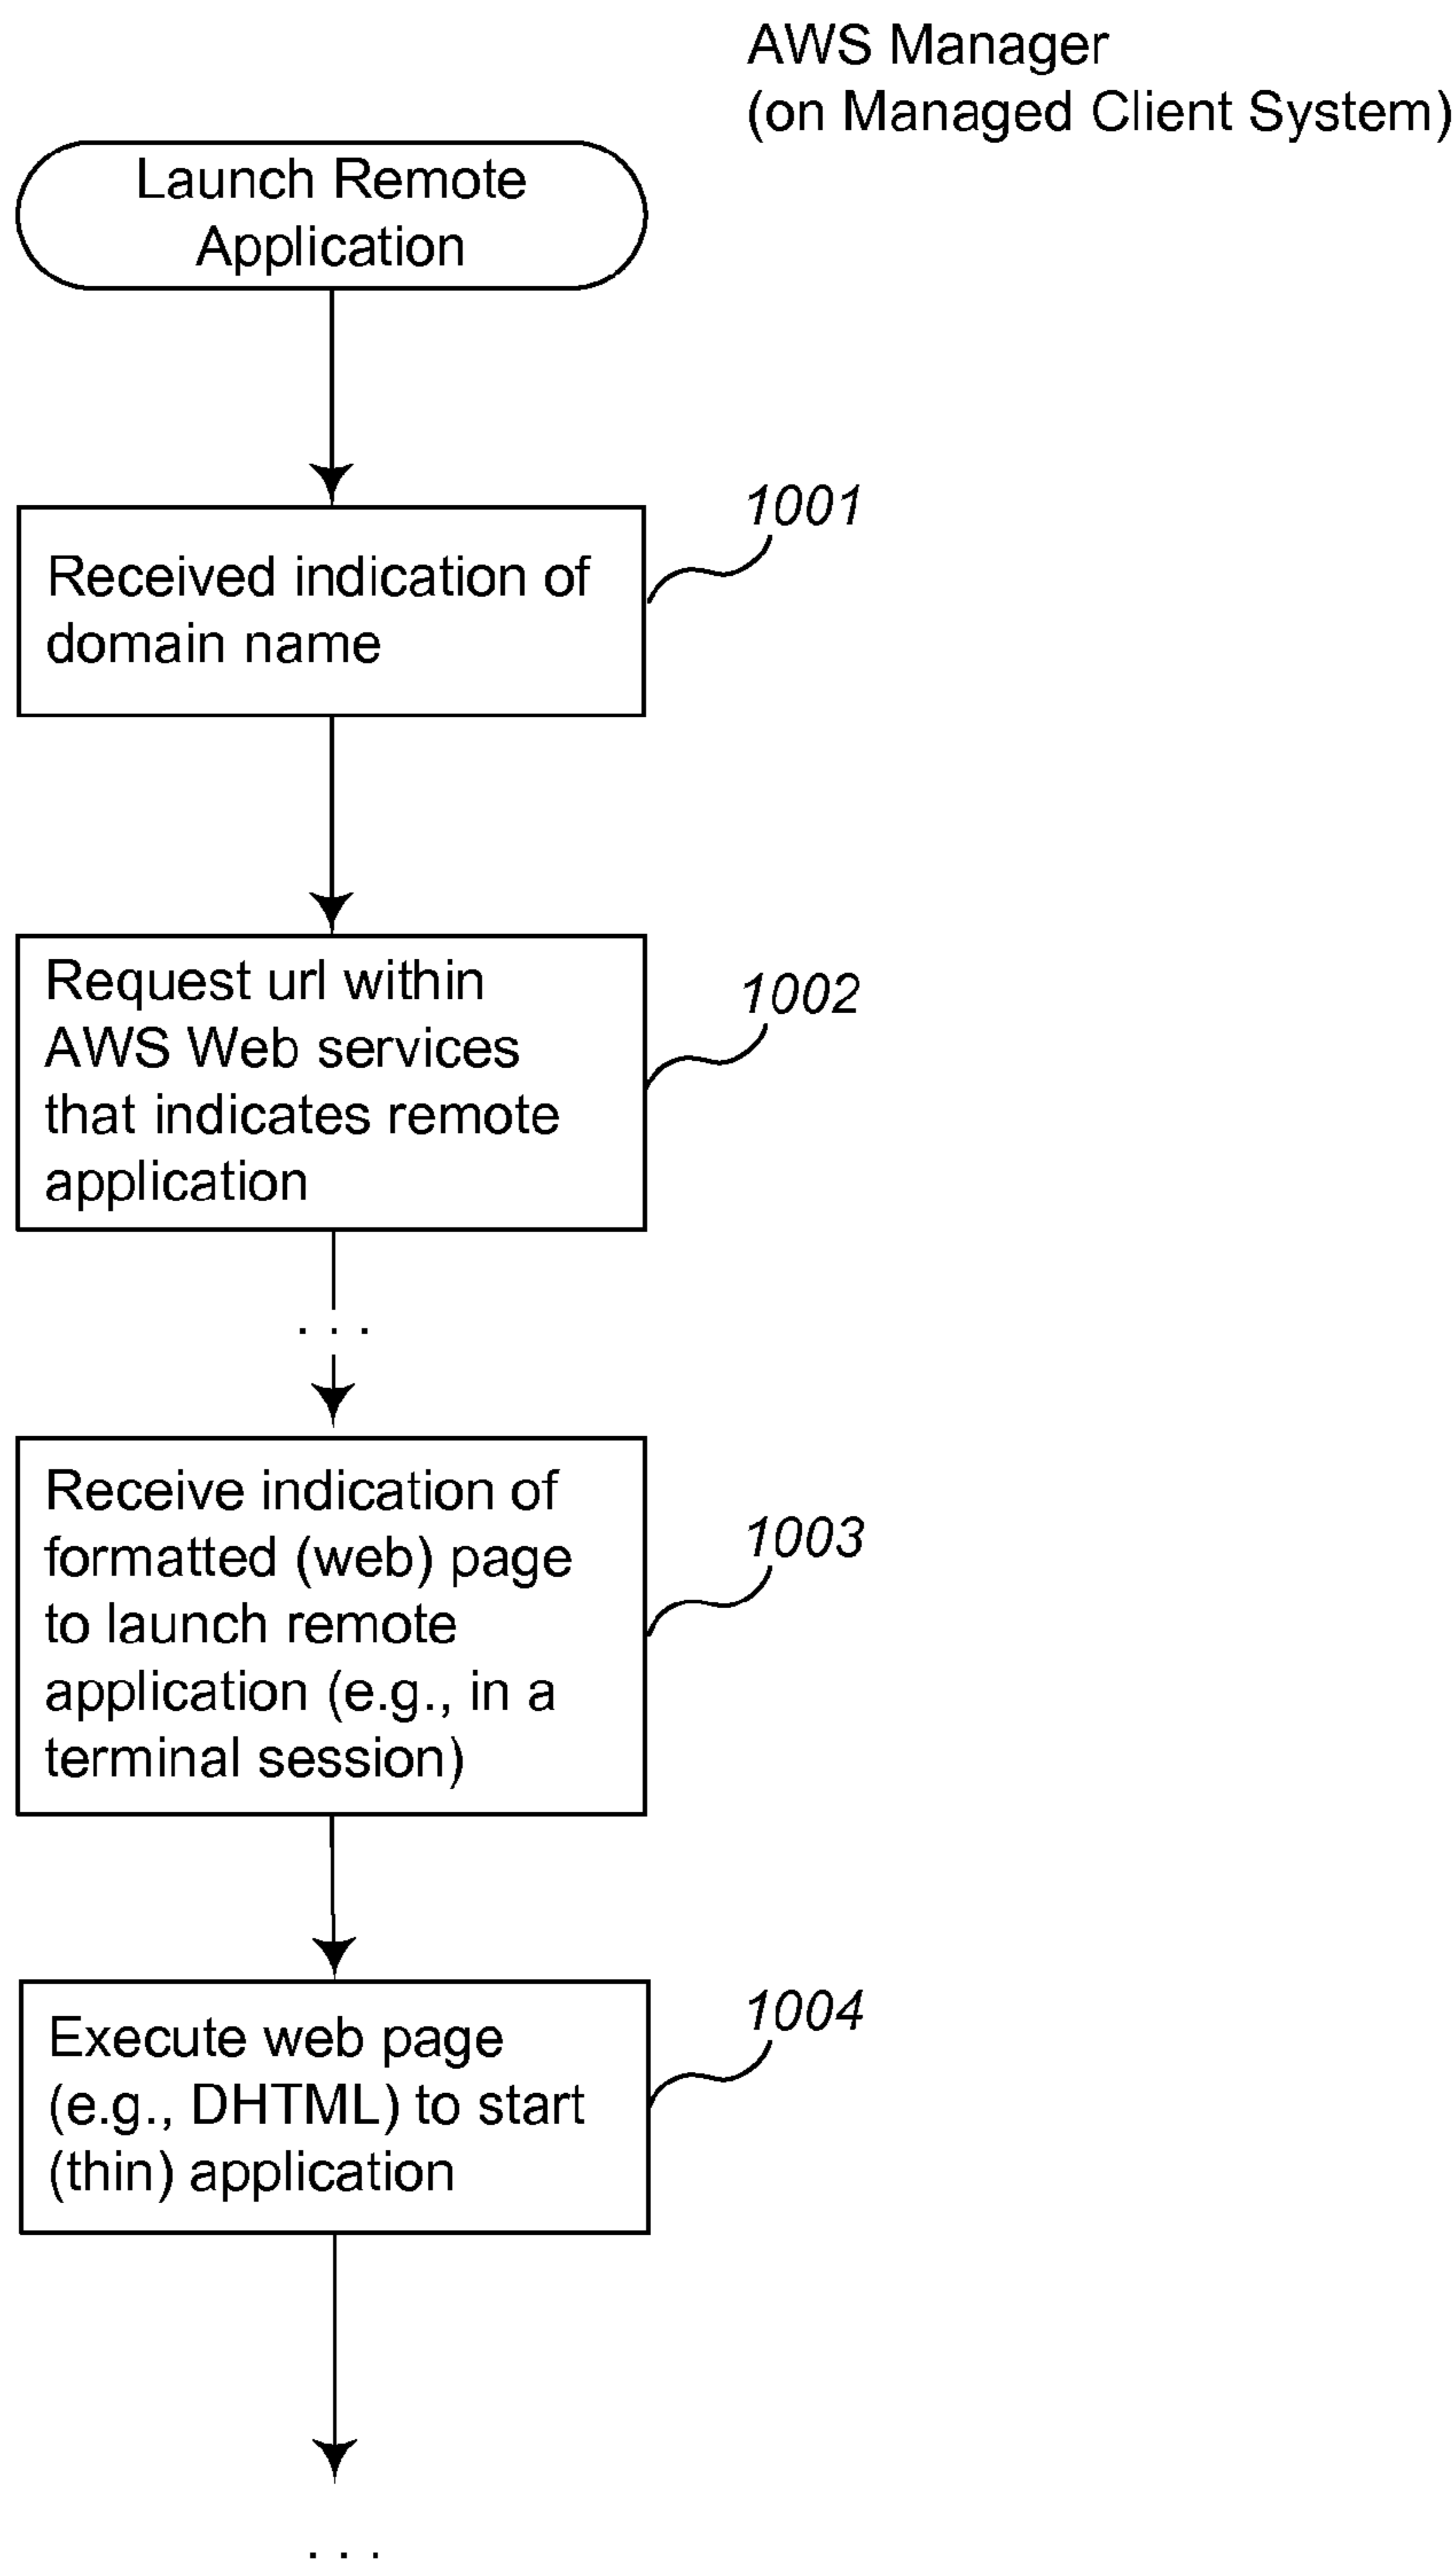 AWS Manager
(on Managed Client System)
Launch Remote
Application
1001
Received indication of
domain name
1002
Request url within
AWS Web services
that indicates remote
application
. . .
1003
Receive indication of
formatted (web) page
to launch remote
application (e.g., in a
terminal session)
1004
Execute web page
(e.g., DHTML) to start
(thin) application
. . .